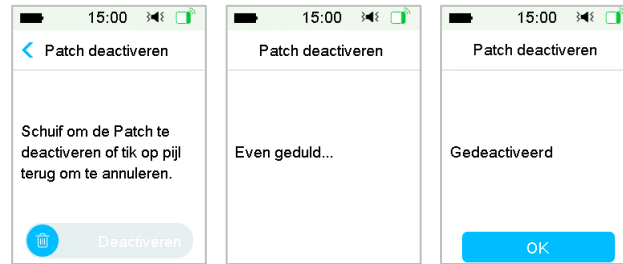 15:00
Patch deactiveren
Schuif om de Patch te
deactiveren of tik op pijl
terug om te annuleren.
Deactiveren
15:00
Patch deactiveren
Even geduld...
15:00
Patch deactiveren
Gedeactiveerd
OK